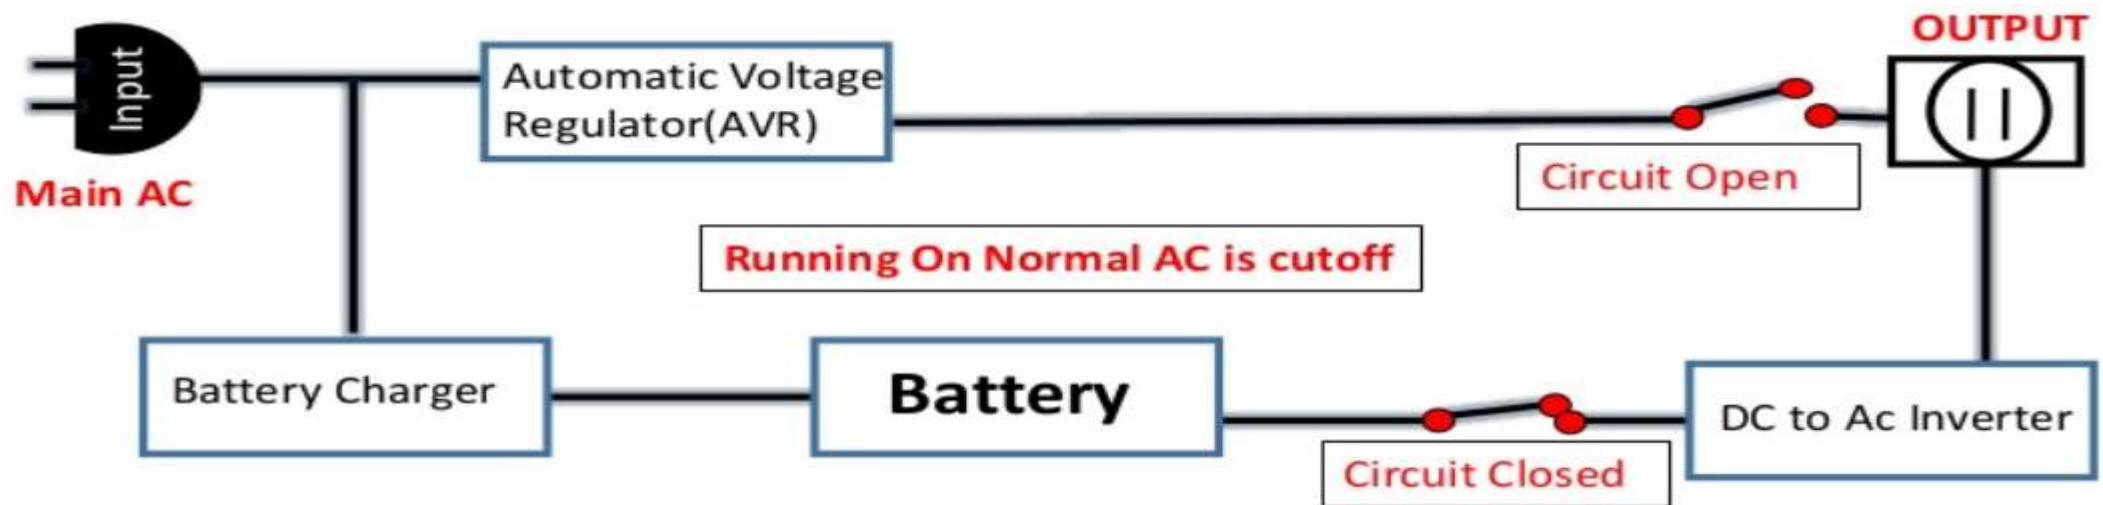 OUTPUT
Input
Automatic Voltage
Regulator(AVR)
Main AC
Circuit Open
Running On Normal AC is cutoff
Battery Charger
Battery
DC to Ac Inverter
Circuit Closed